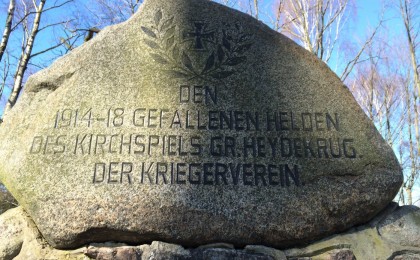 DEN
1914-18 GEFALLENEN HELDEN
DES KIRCHSPIELS GR. HEYDEKRUG.
DER KRIEGERVEREIN.